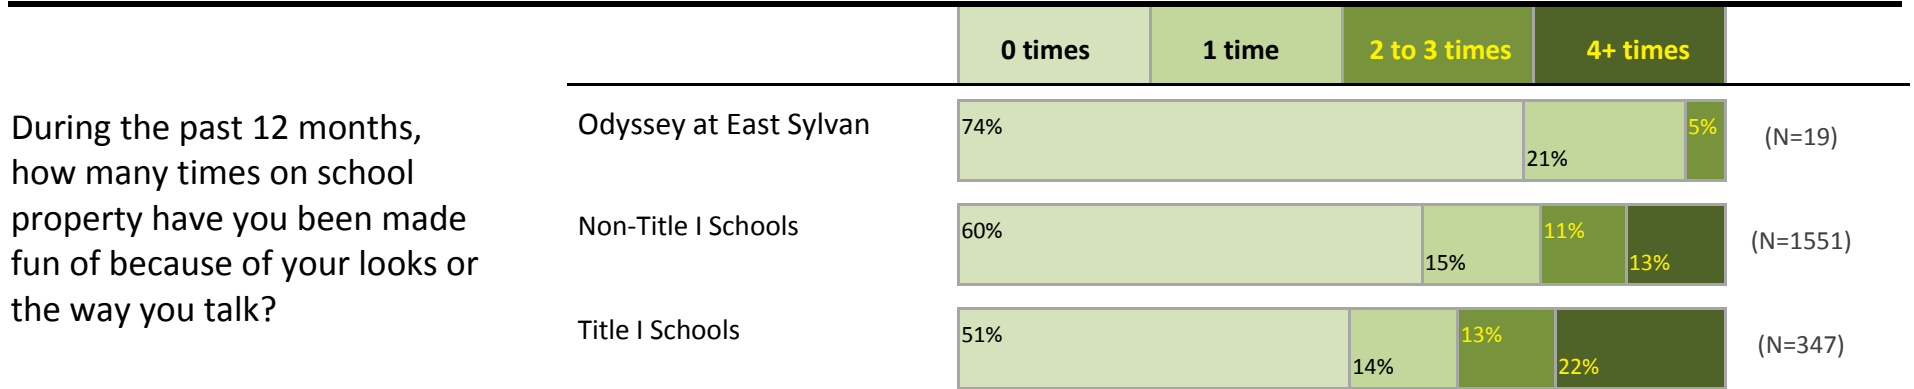 0 times 1 time 2 to 3 times 4+ times
During the past 12 months,
how many times on school
property have you been made
fun of because of your looks or
the way you talk?
Odyssey at East Sylvan 74% 21% 5% (N=19)
Non-Title I Schools 60% 15% 11% 13% (N=1551)
Title I Schools 51% 14% 13% 22% (N=347)